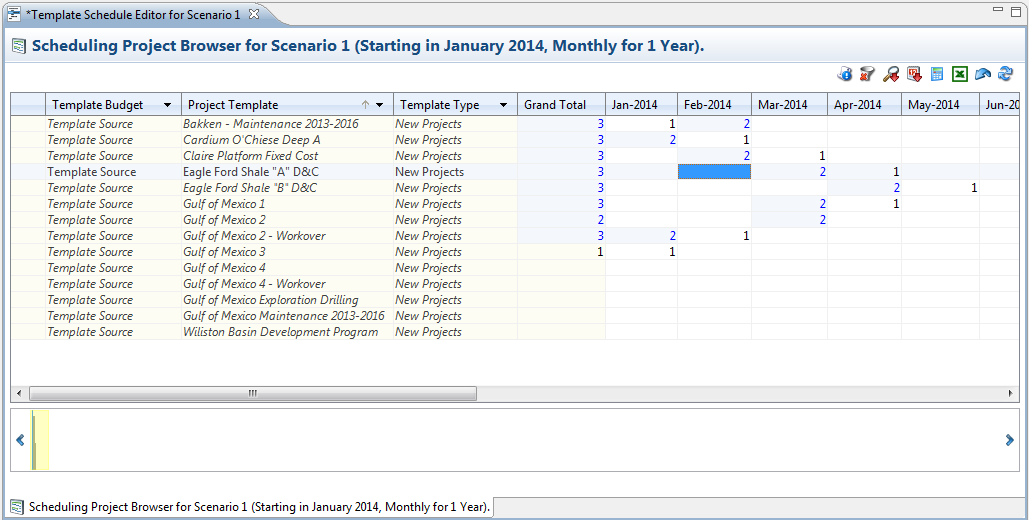 *Template Schedule Editor for Scenario 1
Scheduling Project Browser for Scenario 1 (Starting in January 2014, Monthly for 1 Year).
Template Budget Project Template Template Type Grand Total Jan-2014 Feb-2014 Mar-2014 Apr-2014 May-2014 Jun-20
Template Source Bakken - Maintenance 2013-2016 New Projects 3 1 2
Template Source Cardium O'Chiese Deep A New Projects 3 2 1
Template Source Claire Platform Fixed Cost New Projects 3 2 1
Template Source Eagle Ford Shale "A" D&C New Projects 3 2 1
Template Source Eagle Ford Shale "B" D&C New Projects 3 2 1
Template Source Gulf of Mexico 1 New Projects 3 2 1
Template Source Gulf of Mexico 2 New Projects 2 2
Template Source Gulf of Mexico 2 - Workover New Projects 3 2 1
Template Source Gulf of Mexico 3 New Projects 1 1
Template Source Gulf of Mexico 4 New Projects
Template Source Gulf of Mexico 4 - Workover New Projects
Template Source Gulf of Mexico Exploration Drilling New Projects
Template Source Gulf of Mexico Maintenance 2013-2016 New Projects
Template Source Wiliston Basin Development Program New Projects
Scheduling Project Browser for Scenario 1 (Starting in January 2014, Monthly for 1 Year).